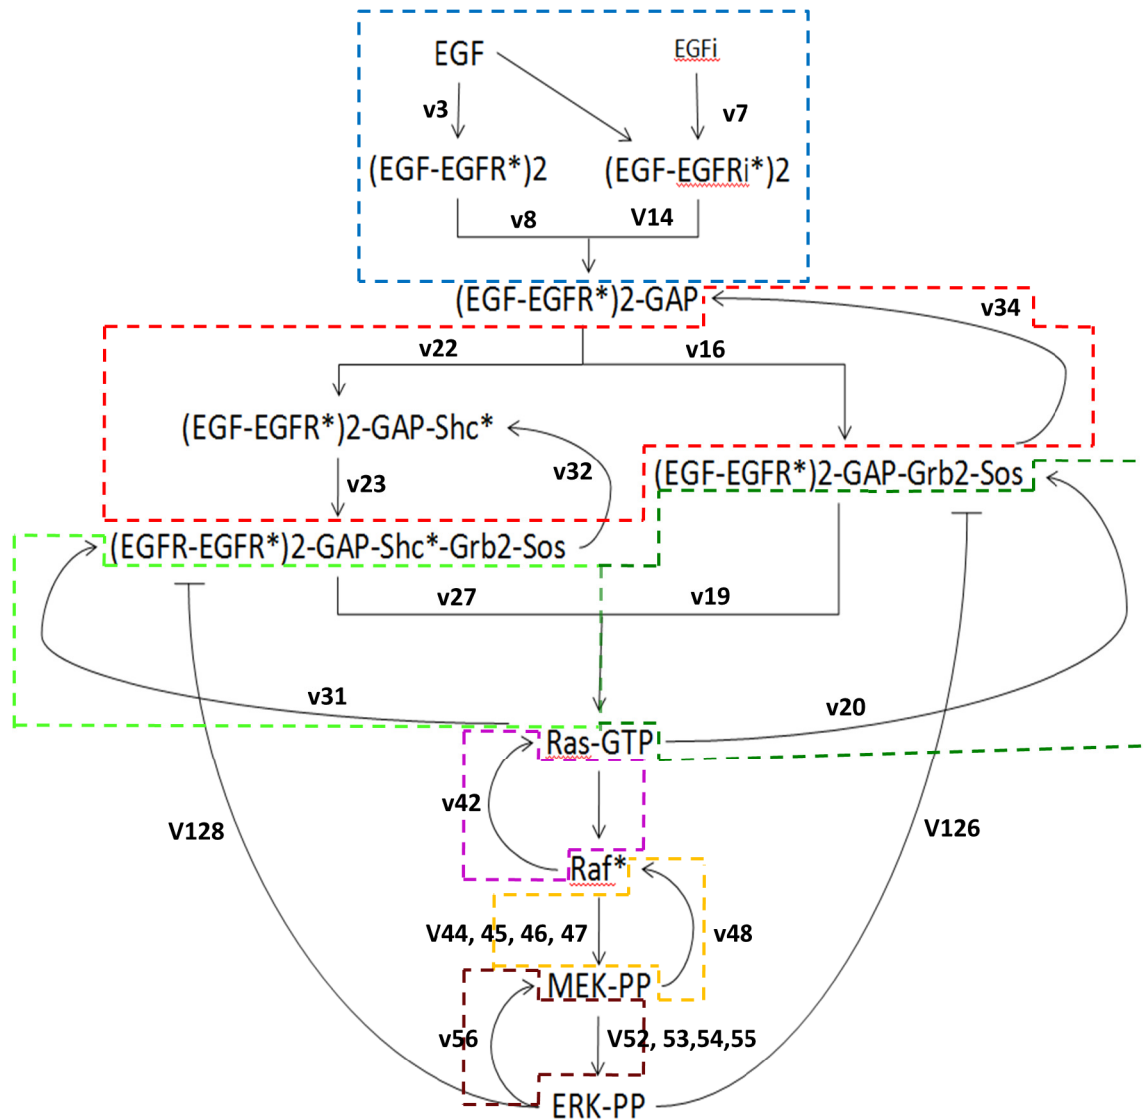 EGF EGFi
v3 v7
(EGF-EGFR*)2 (EGF-EGFRi*)2
v8 V14
(EGF-EGFR*)2-GAP
v34
v22 v16
(EGF-EGFR*)2-GAP-Shc*
v32
(EGF-EGFR*)2-GAP-Grb2-Sos
v23
(EGFR-EGFR*)2-GAP-Shc*-Grb2-Sos
v27 v19
v31 v20
Ras-GTP
v42
V128 V126
Raf*
V44, 45, 46, 47 v48
MEK-PP
v56 V52, 53,54,55
ERK-PP